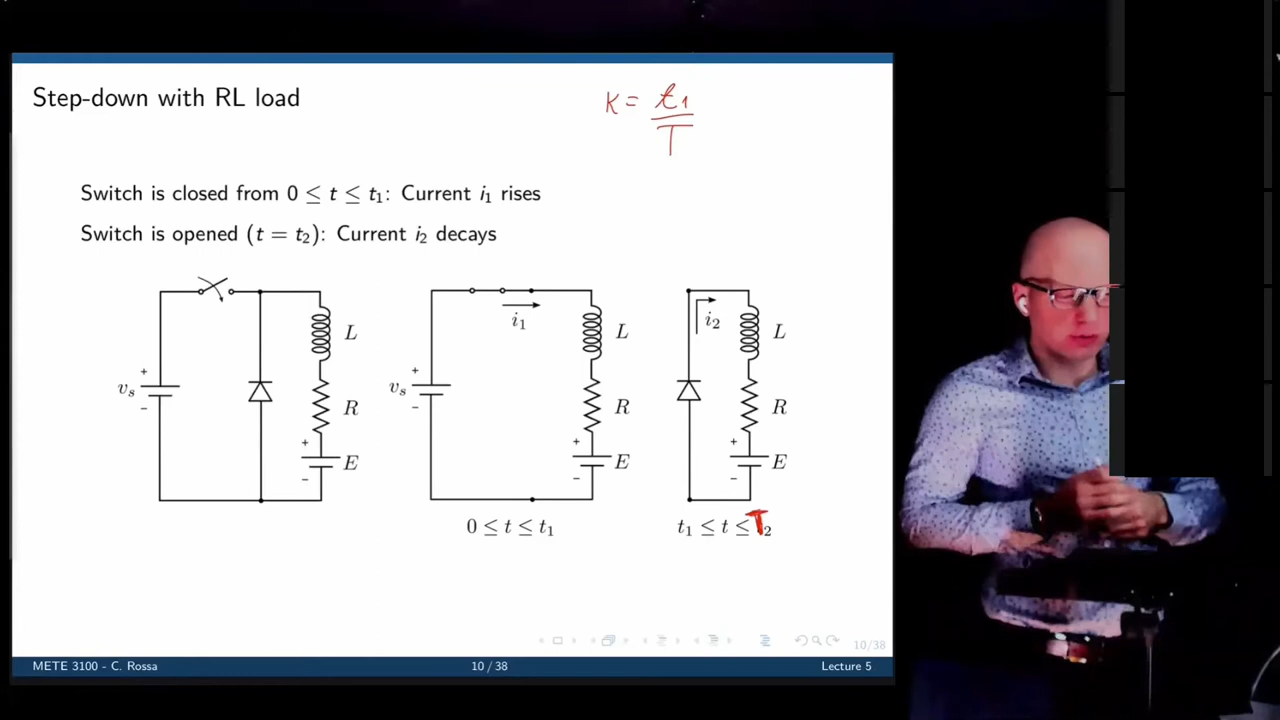 Step-down with RL load
K = t₁/T
Switch is closed from 0 ≤ t ≤ t₁: Current i₁ rises
Switch is opened (t = t₂): Current i₂ decays
i₁
i₂
L
L
L
+
+
vₛ
vₛ
−
−
R
R
R
+
+
+
E
E
E
−
−
−
0 ≤ t ≤ t₁
t₁ ≤ t ≤ T₂
10/38
METE 3100 - C. Rossa
10 / 38
Lecture 5